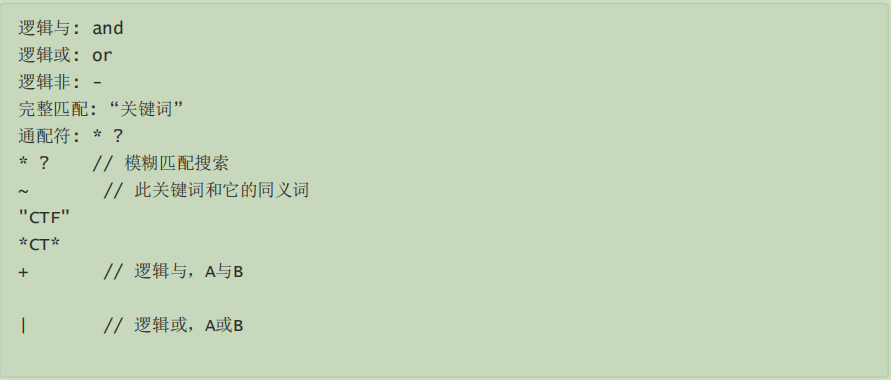 逻辑与: and
逻辑或: or
逻辑非: -
完整匹配: “关键词”
通配符: * ?
* ? // 模糊匹配搜索
~ // 此关键词和它的同义词
"CTF"
*CT*
+ // 逻辑与，A与B
| // 逻辑或，A或B